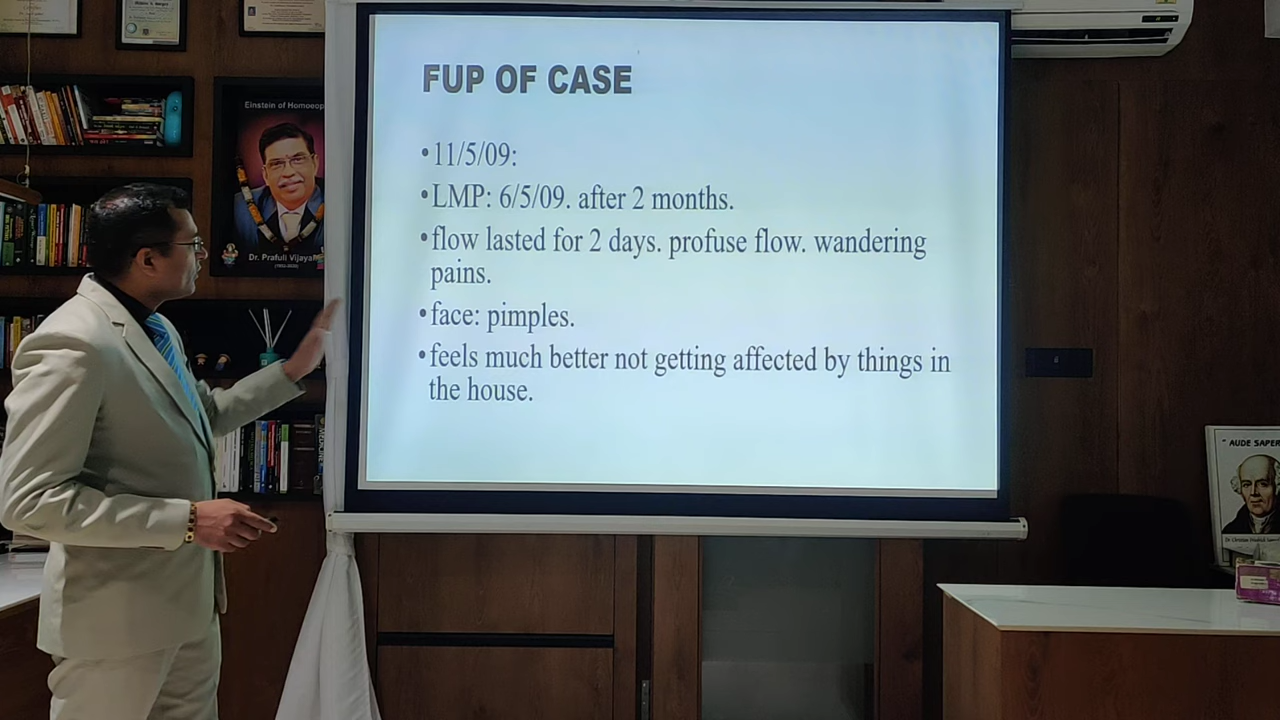 FUP OF CASE
•11/5/09:
•LMP: 6/5/09. after 2 months.
•flow lasted for 2 days. profuse flow. wandering
pains.
•face: pimples.
•feels much better not getting affected by things in
the house.
Einstein of Homoeop
Dr. Prafull Vijayak
" AUDE SAPER
MEDICINE